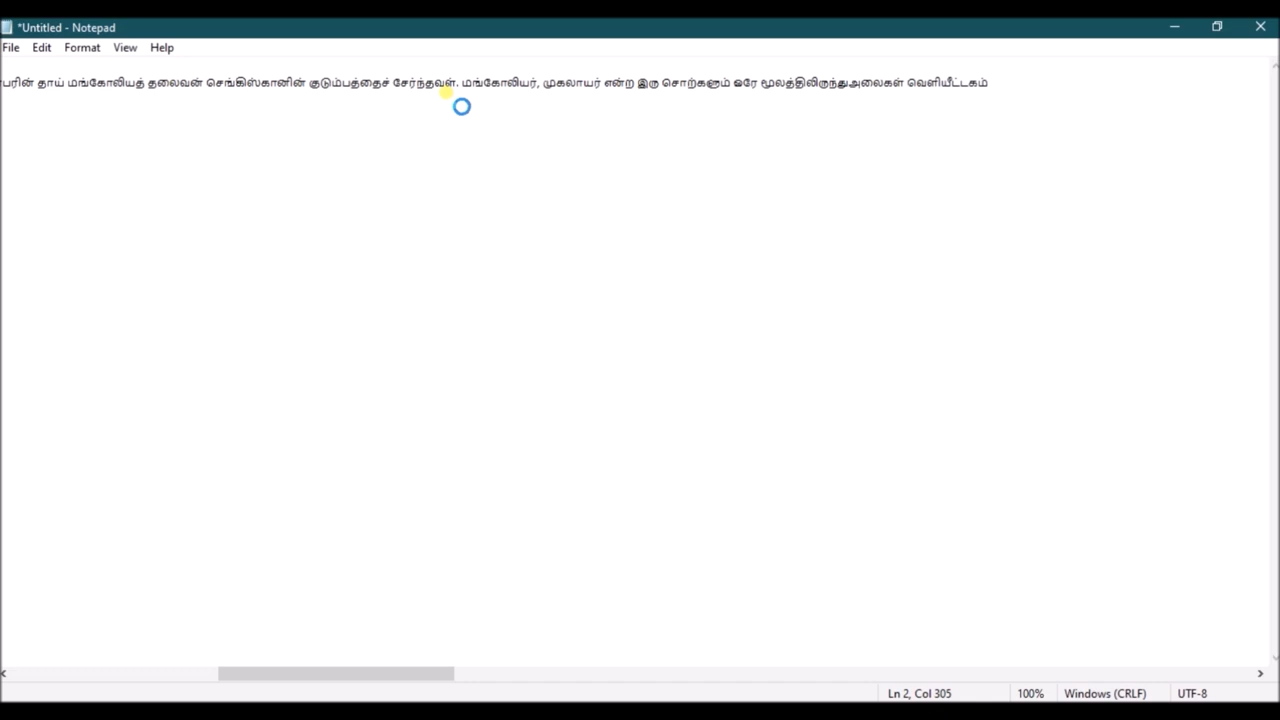 *Untitled - Notepad
File Edit Format View Help
பரின் தாய் மங்கோலியத் தலைவன் செங்கிஸ்கானின் குடும்பத்தைச் சேர்ந்தவள். மங்கோலியர், முகலாயர் என்ற இரு சொற்களும் ஒரே மூலத்திலிருந்துஅலைகள் வெளியீட்டகம்
Ln 2, Col 305 100% Windows (CRLF) UTF-8